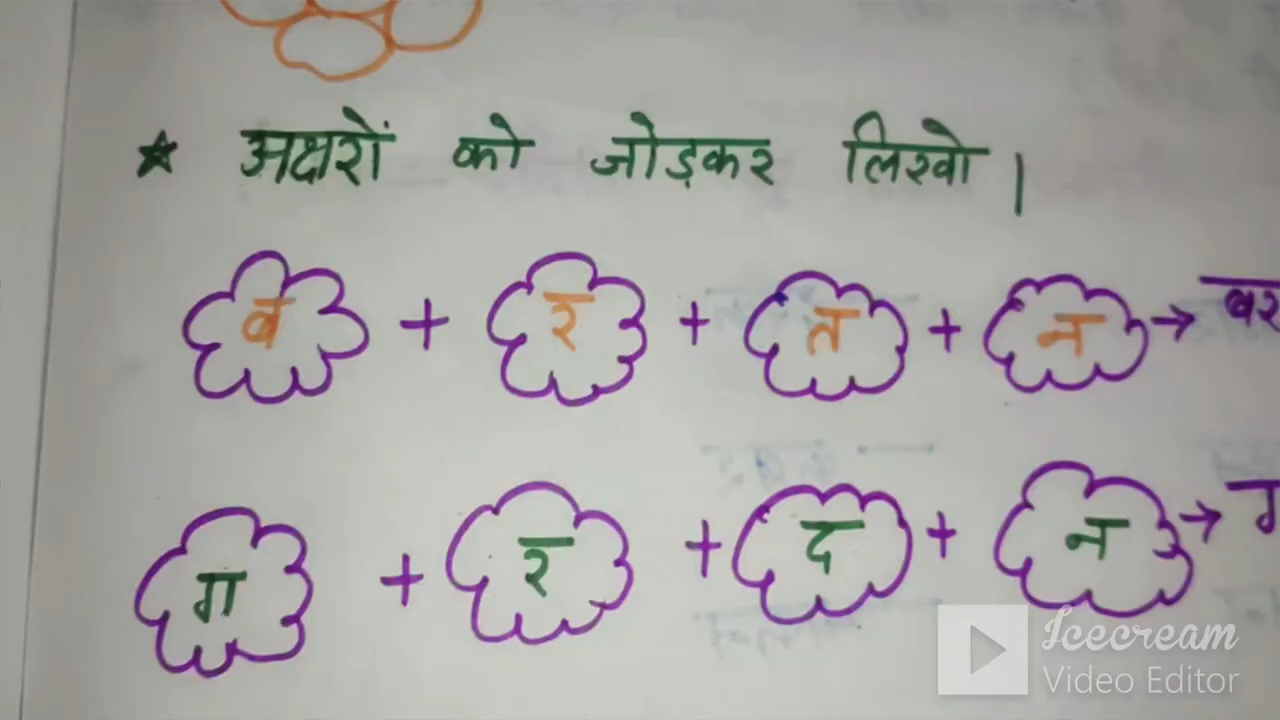 ★ अक्षरों को जोड़कर लिखो।
ब + र + त + न → बर
ग + र + द + न → ग
Icecream
Video Editor